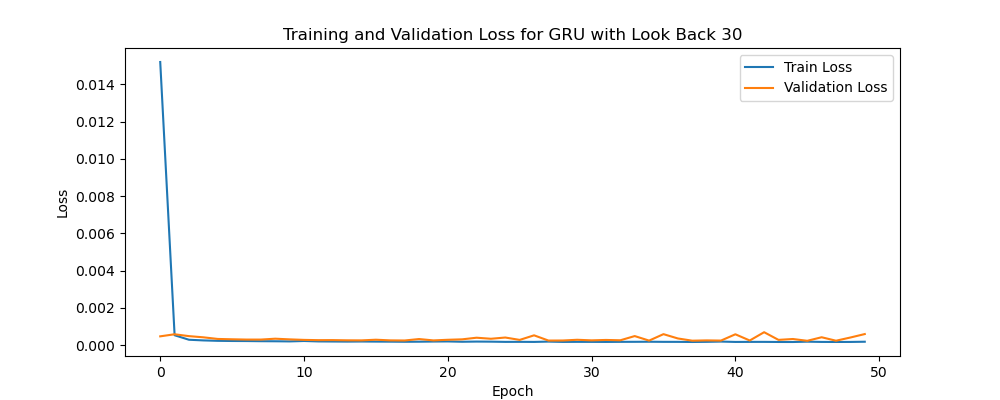 Training and Validation Loss for GRU with Look Back 30
Train Loss
Validation Loss
Loss
0.014
0.012
0.010
0.008
0.006
0.004
0.002
0.000
0
10
20
30
40
50
Epoch